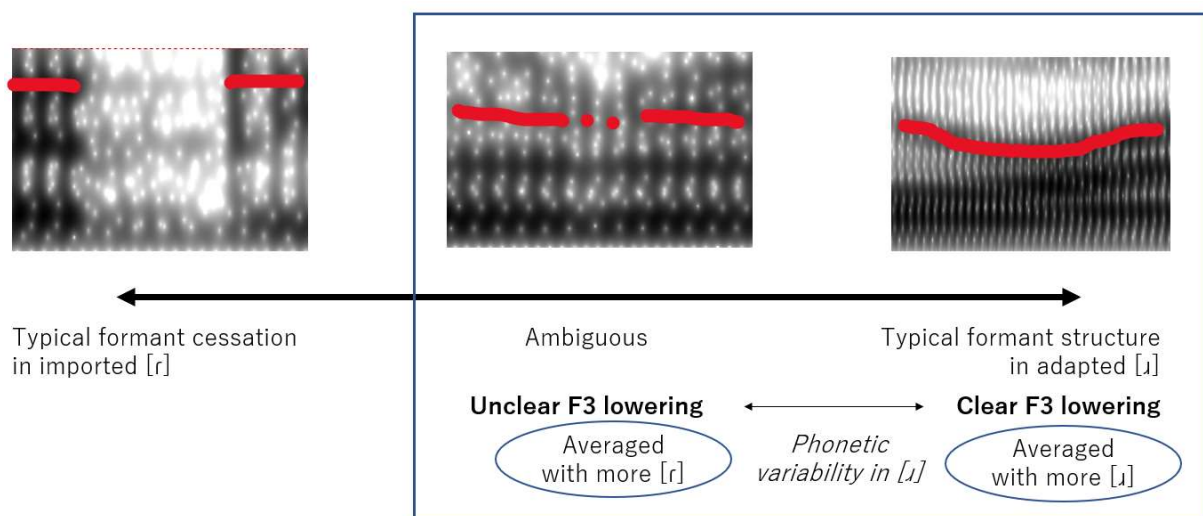 Typical formant cessation
in imported [ɾ]
Ambiguous
Typical formant structure
in adapted [ɹ]
Unclear F3 lowering
Clear F3 lowering
Averaged
with more [ɾ]
Phonetic
variability in [ɹ]
Averaged
with more [ɹ]